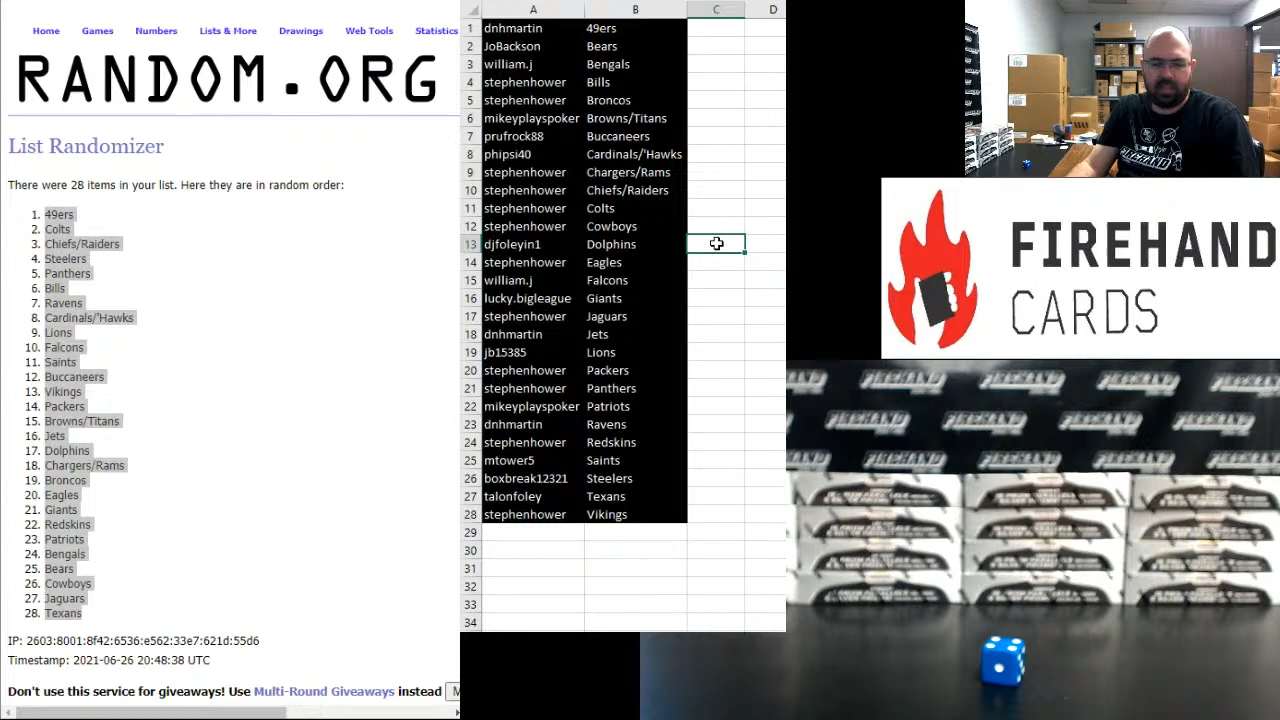 Home Games Numbers Lists & More Drawings Web Tools Statistics
RANDOM.ORG
List Randomizer
There were 28 items in your list. Here they are in random order:
1. 49ers
2. Colts
3. Chiefs/Raiders
4. Steelers
5. Panthers
6. Bills
7. Ravens
8. Cardinals/'Hawks
9. Lions
10. Falcons
11. Saints
12. Buccaneers
13. Vikings
14. Packers
15. Browns/Titans
16. Jets
17. Dolphins
18. Chargers/Rams
19. Broncos
20. Eagles
21. Giants
22. Redskins
23. Patriots
24. Bengals
25. Bears
26. Cowboys
27. Jaguars
28. Texans
IP: 2603:8001:8f42:6536:e562:33e7:621d:55d6
Timestamp: 2021-06-26 20:48:38 UTC
Don't use this service for giveaways! Use Multi-Round Giveaways instead
A B C D
1 dnhmartin 49ers
2 JoBackson Bears
3 william.j Bengals
4 stephenhower Bills
5 stephenhower Broncos
6 mikeyplayspoker Browns/Titans
7 prufrock88 Buccaneers
8 phipsi40 Cardinals/'Hawks
9 stephenhower Chargers/Rams
10 stephenhower Chiefs/Raiders
11 stephenhower Colts
12 stephenhower Cowboys
13 djfoleyin1 Dolphins
14 stephenhower Eagles
15 william.j Falcons
16 lucky.bigleague Giants
17 stephenhower Jaguars
18 dnhmartin Jets
19 jb15385 Lions
20 stephenhower Packers
21 stephenhower Panthers
22 mikeyplayspoker Patriots
23 dnhmartin Ravens
24 stephenhower Redskins
25 mtower5 Saints
26 boxbreak12321 Steelers
27 talonfoley Texans
28 stephenhower Vikings
29
30
31
32
33
34
FIREHAND
CARDS